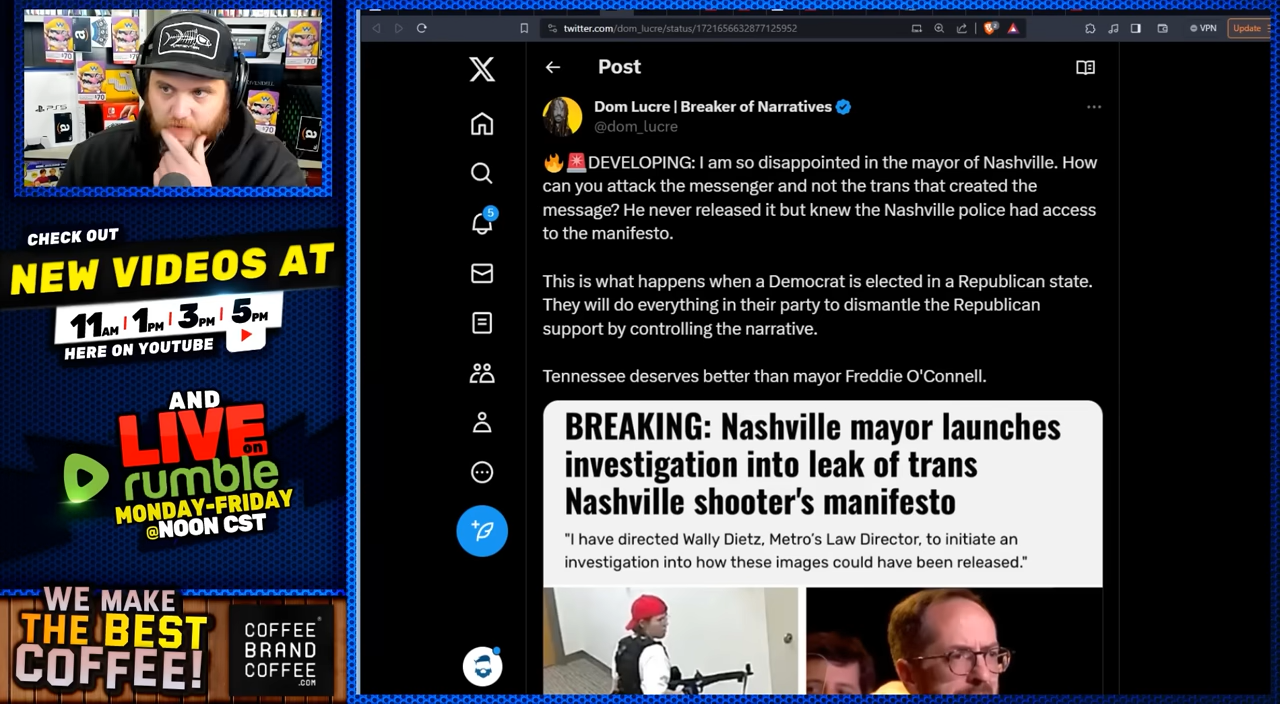 twitter.com/dom_lucre/status/1721656632877125952
VPN
Update
Post
Dom Lucre | Breaker of Narratives
@dom_lucre
🔥🚨DEVELOPING: I am so disappointed in the mayor of Nashville. How
can you attack the messenger and not the trans that created the
message? He never released it but knew the Nashville police had access
to the manifesto.
This is what happens when a Democrat is elected in a Republican state.
They will do everything in their party to dismantle the Republican
support by controlling the narrative.
Tennessee deserves better than mayor Freddie O'Connell.
BREAKING: Nashville mayor launches
investigation into leak of trans
Nashville shooter's manifesto
"I have directed Wally Dietz, Metro's Law Director, to initiate an
investigation into how these images could have been released."
5
$70
$70
$70
PS5
CHECK OUT
NEW VIDEOS AT
11AM | 1PM | 3PM | 5PM
HERE ON YOUTUBE
AND
LIVE on
rumble
MONDAY-FRIDAY
@NOON CST
WE MAKE
THE BEST
COFFEE!
COFFEE
BRAND
COFFEE
.COM